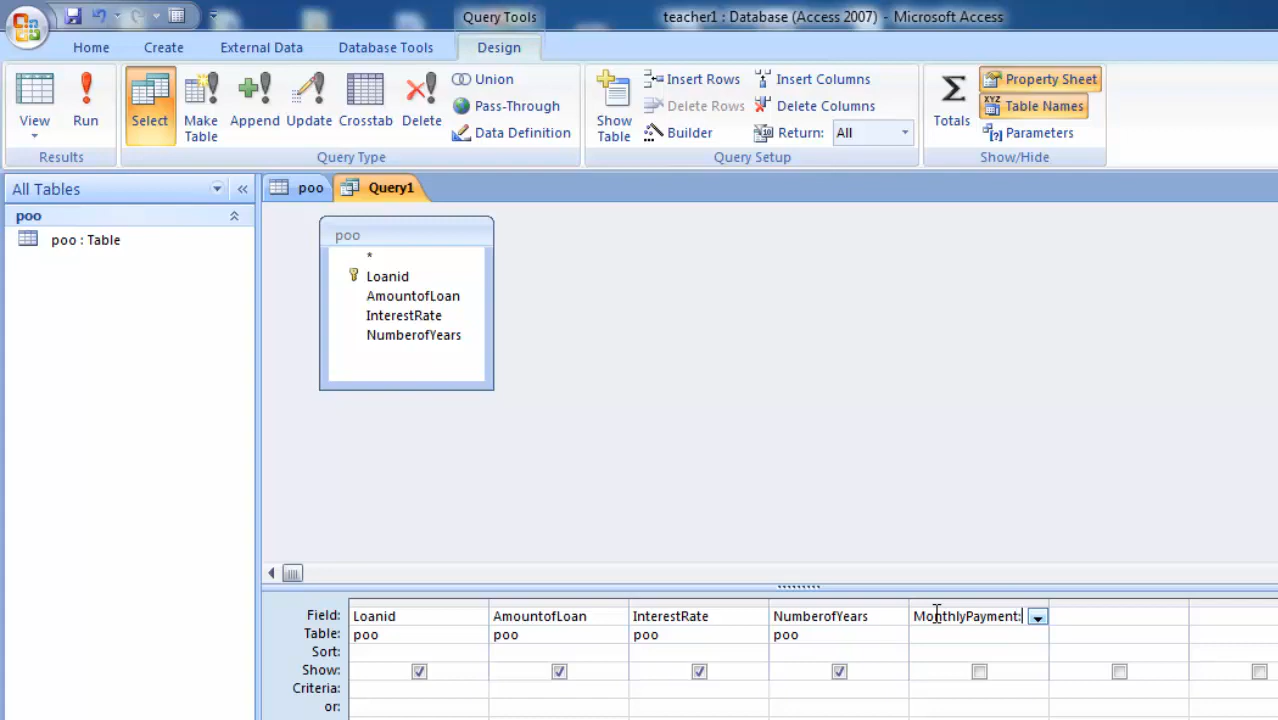 Query Tools
teacher1 : Database (Access 2007) - Microsoft Access
Home Create External Data Database Tools Design
View
Run
Results
Select
Make Table
Append
Update
Crosstab
Delete
Union
Pass-Through
Data Definition
Query Type
Show Table
Insert Rows
Delete Rows
Builder
Insert Columns
Delete Columns
Return: All
Query Setup
Totals
Property Sheet
XYZ Table Names
Parameters
Show/Hide
All Tables
poo
poo : Table
poo Query1
poo
*
Loanid
AmountofLoan
InterestRate
NumberofYears
Field: Loanid AmountofLoan InterestRate NumberofYears MonthlyPayment:
Table: poo poo poo poo
Sort:
Show:
Criteria:
or: